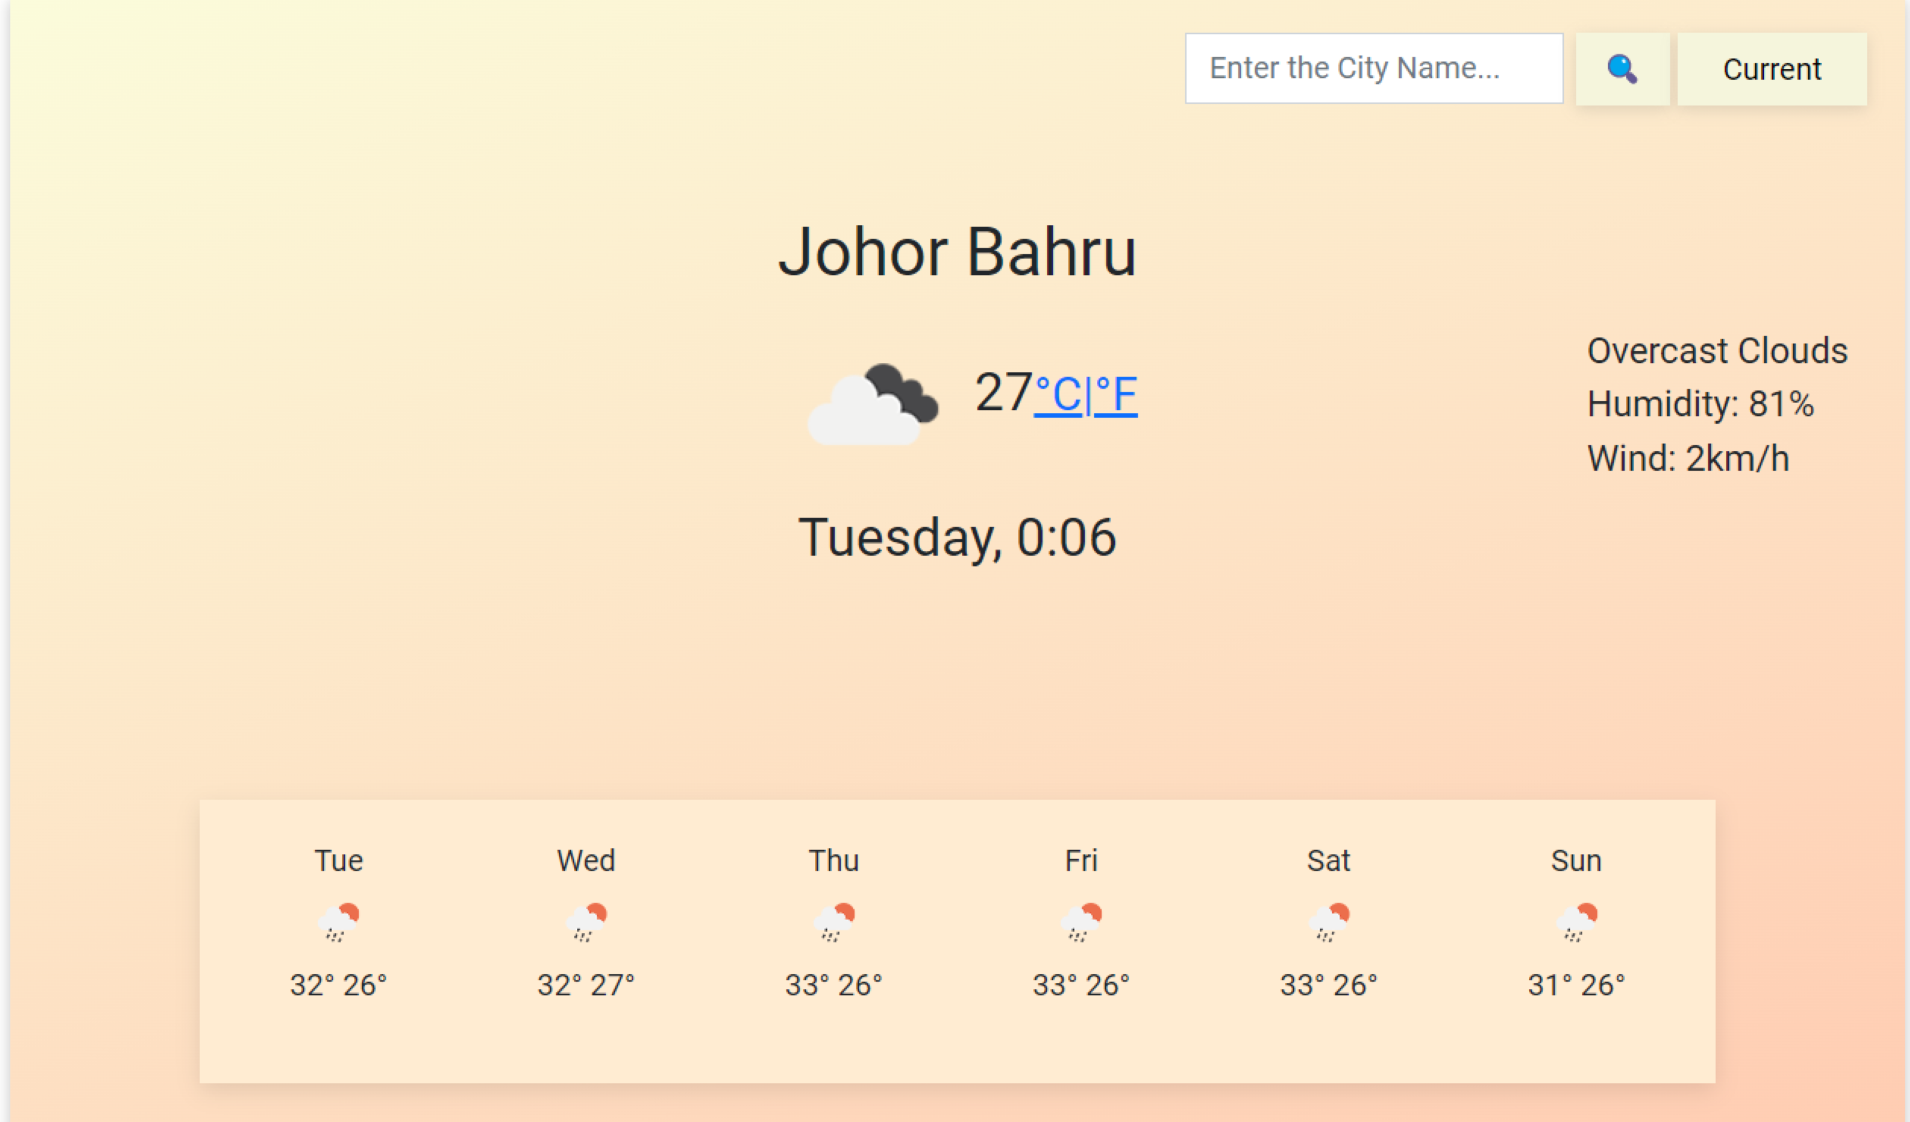 Enter the City Name...
Current
Johor Bahru
27°C|°F
Overcast Clouds
Humidity: 81%
Wind: 2km/h
Tuesday, 0:06
Tue Wed Thu Fri Sat Sun
32° 26° 32° 27° 33° 26° 33° 26° 33° 26° 31° 26°